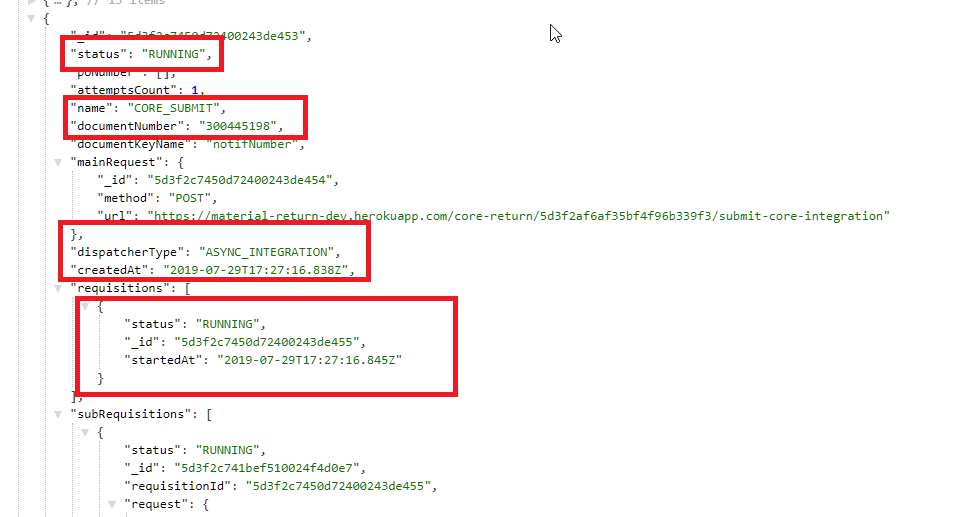 { … }, // 15 items
{
"_id": "5d3f2c7450d72400243de453",
"status": "RUNNING",
"poNumber": [],
"attemptsCount": 1,
"name": "CORE_SUBMIT",
"documentNumber": "300445198",
"documentKeyName": "notifNumber",
"mainRequest": {
"_id": "5d3f2c7450d72400243de454",
"method": "POST",
"url": "https://material-return-dev.herokuapp.com/core-return/5d3f2af6af35bf4f96b339f3/submit-core-integration"
},
"dispatcherType": "ASYNC_INTEGRATION",
"createdAt": "2019-07-29T17:27:16.838Z",
"requisitions": [
{
"status": "RUNNING",
"_id": "5d3f2c7450d72400243de455",
"startedAt": "2019-07-29T17:27:16.845Z"
}
],
"subRequisitions": [
{
"status": "RUNNING",
"_id": "5d3f2c741bef510024f4d0e7",
"requisitionId": "5d3f2c7450d72400243de455",
"request": {